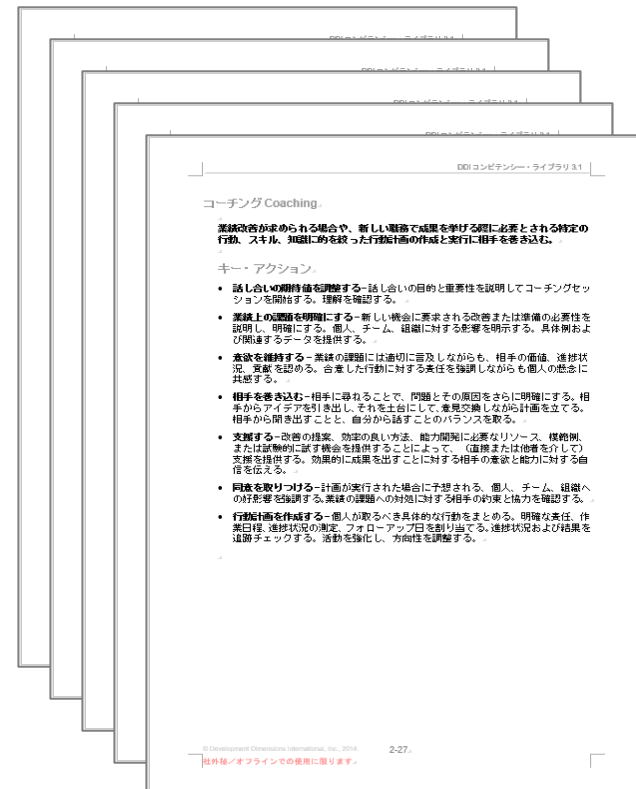 DDI コンピテンシー・ライブラリ 3.1
コーチング Coaching
業績改善が求められる場合や、新しい職務で成果を挙げる際に必要とされる特定の
行動、スキル、知識に的を絞った行動計画の作成と実行に相手を巻き込む。
キー・アクション
• 話し合いの期待値を調整する－話し合いの目的と重要性を説明してコーチングセッ
ションを開始する。理解を確認する。
• 業績上の課題を明確にする－新しい機会に要求される改善または準備の必要性を
説明し、明確にする。個人、チーム、組織に対する影響を明示する。具体例およ
び関連するデータを提供する。
• 意欲を維持する－業績の課題には適切に言及しながらも、相手の価値、進捗状
況、貢献を認める。合意した行動に対する責任を強調しながらも個人の懸念に
共感する。
• 相手を巻き込む－相手に尋ねることで、問題とその原因をさらに明確にする。相
手からアイデアを引き出し、それを土台にして、意見交換しながら計画を立てる。
相手から聞き出すことと、自分から話すことのバランスを取る。
• 支援する－改善の提案、効率の良い方法、能力開発に必要なリソース、模範例、
または試験的に試す機会を提供することによって、（直接または他者を介して）
支援を提供する。効果的に成果を出すことに対する相手の意欲と能力に対する自
信を伝える。
• 同意を取りつける－計画が実行された場合に予想される、個人、チーム、組織へ
の好影響を強調する。業績の課題への対処に対する相手の約束と協力を確認する。
• 行動計画を作成する－個人が取るべき具体的な行動をまとめる。明確な責任、作
業日程、進捗状況の測定、フォローアップ日を割り当てる。進捗状況および結果を
追跡チェックする。活動を強化し、方向性を調整する。
© Development Dimensions International, Inc., 2014. 2-27
社外秘／オフラインでの使用に限ります